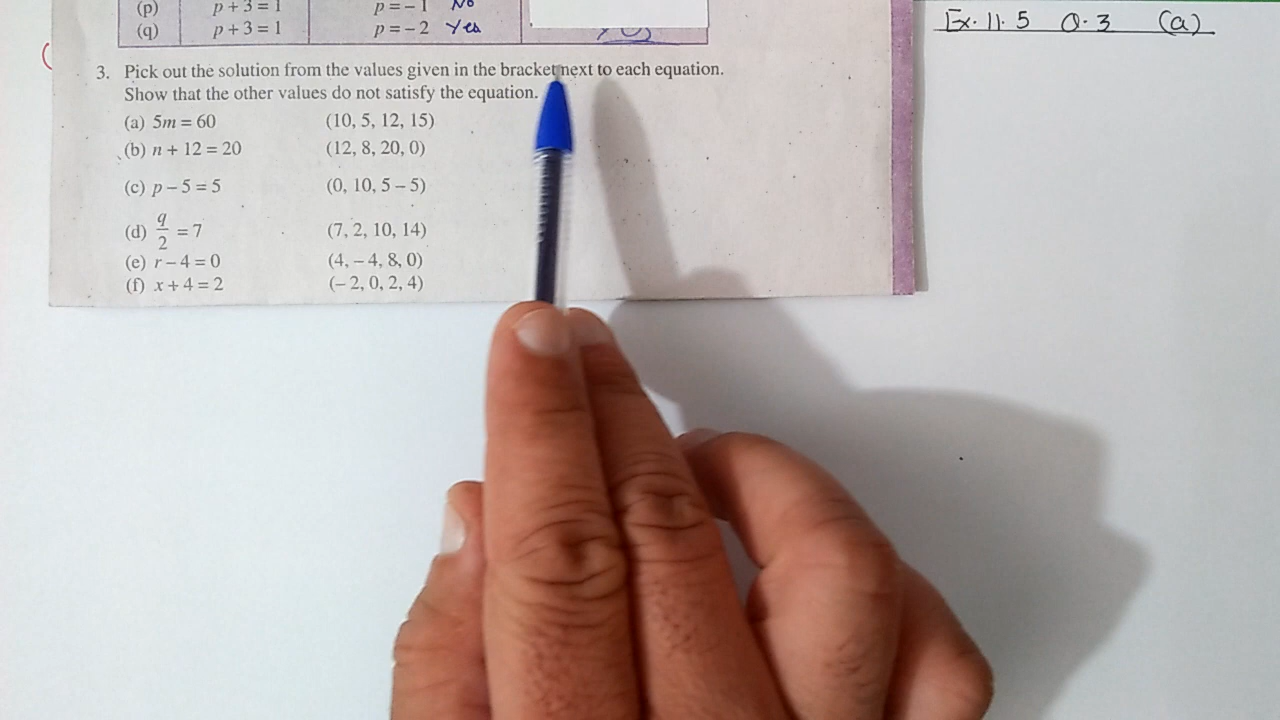 (p) p + 3 = 1 p = − 1 No
(q) p + 3 = 1 p = − 2 Yes
Ex. 11.5 Q.3 (a)
3. Pick out the solution from the values given in the bracket next to each equation.
Show that the other values do not satisfy the equation.
(a) 5m = 60 (10, 5, 12, 15)
(b) n + 12 = 20 (12, 8, 20, 0)
(c) p − 5 = 5 (0, 10, 5 − 5)
(d) q/2 = 7 (7, 2, 10, 14)
(e) r − 4 = 0 (4, − 4, 8, 0)
(f) x + 4 = 2 (− 2, 0, 2, 4)